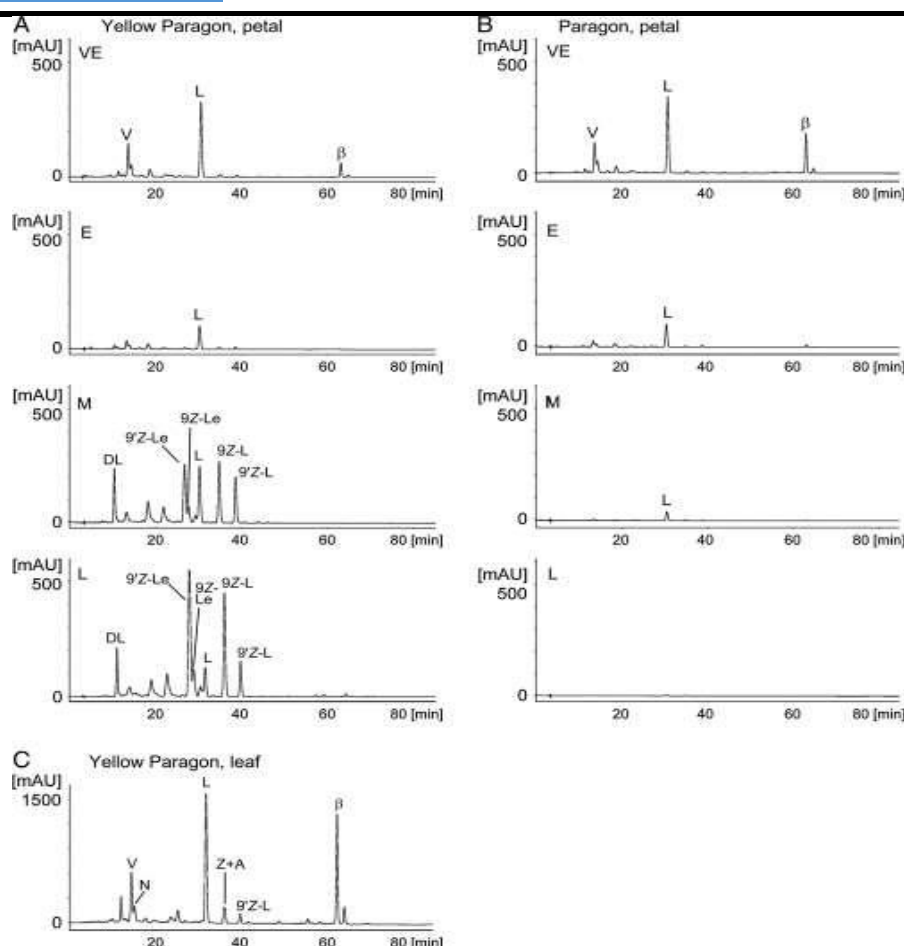 A Yellow Paragon, petal
[mAU]
500
VE
V
L
β
0
20 40 60 80 [min]
[mAU]
500
E
L
0
20 40 60 80 [min]
[mAU]
500
M
DL
9'Z-Le
9Z-Le
L
9Z-L
9'Z-L
0
20 40 60 80 [min]
[mAU]
500
L
DL
9'Z-Le
9Z-
Le
L
9Z-L
9'Z-L
0
20 40 60 80 [min]
B Paragon, petal
[mAU]
500
VE
V
L
β
0
20 40 60 80 [min]
[mAU]
500
E
L
0
20 40 60 80 [min]
[mAU]
500
M
L
0
20 40 60 80 [min]
[mAU]
500
L
0
20 40 60 80 [min]
C Yellow Paragon, leaf
[mAU]
1500
V
N
L
Z+A
9'Z-L
β
0
20 40 60 80 [min]